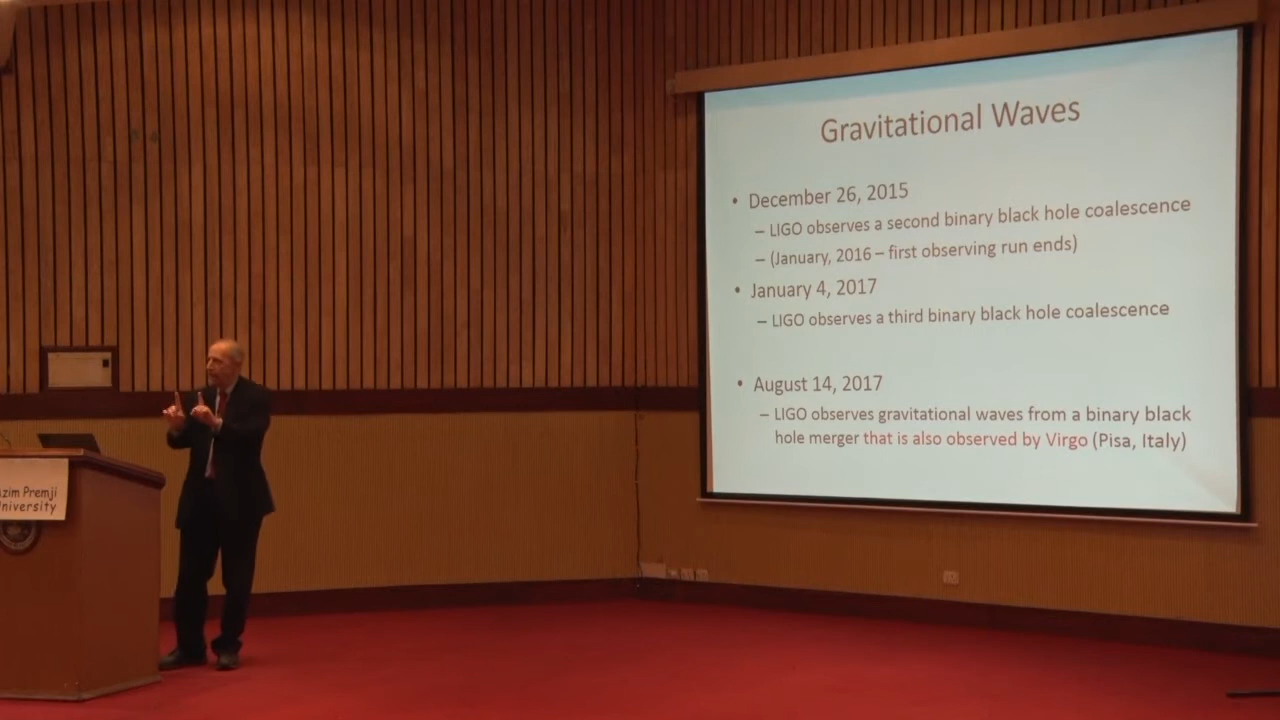 Gravitational Waves
• December 26, 2015
– LIGO observes a second binary black hole coalescence
– (January, 2016 – first observing run ends)
• January 4, 2017
– LIGO observes a third binary black hole coalescence
• August 14, 2017
– LIGO observes gravitational waves from a binary black
hole merger that is also observed by Virgo (Pisa, Italy)
zim Premji
niversity